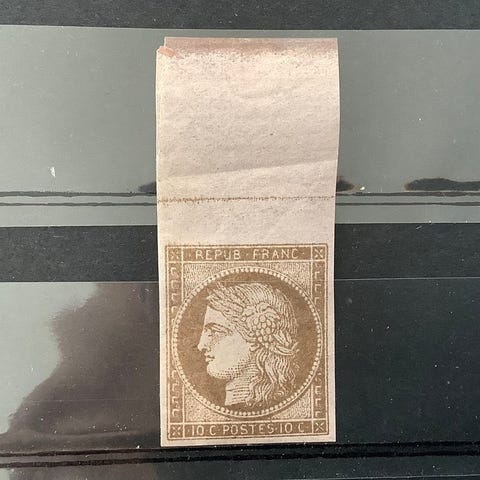 REPUB · FRANC ·
10 C · POSTES · 10 C ·